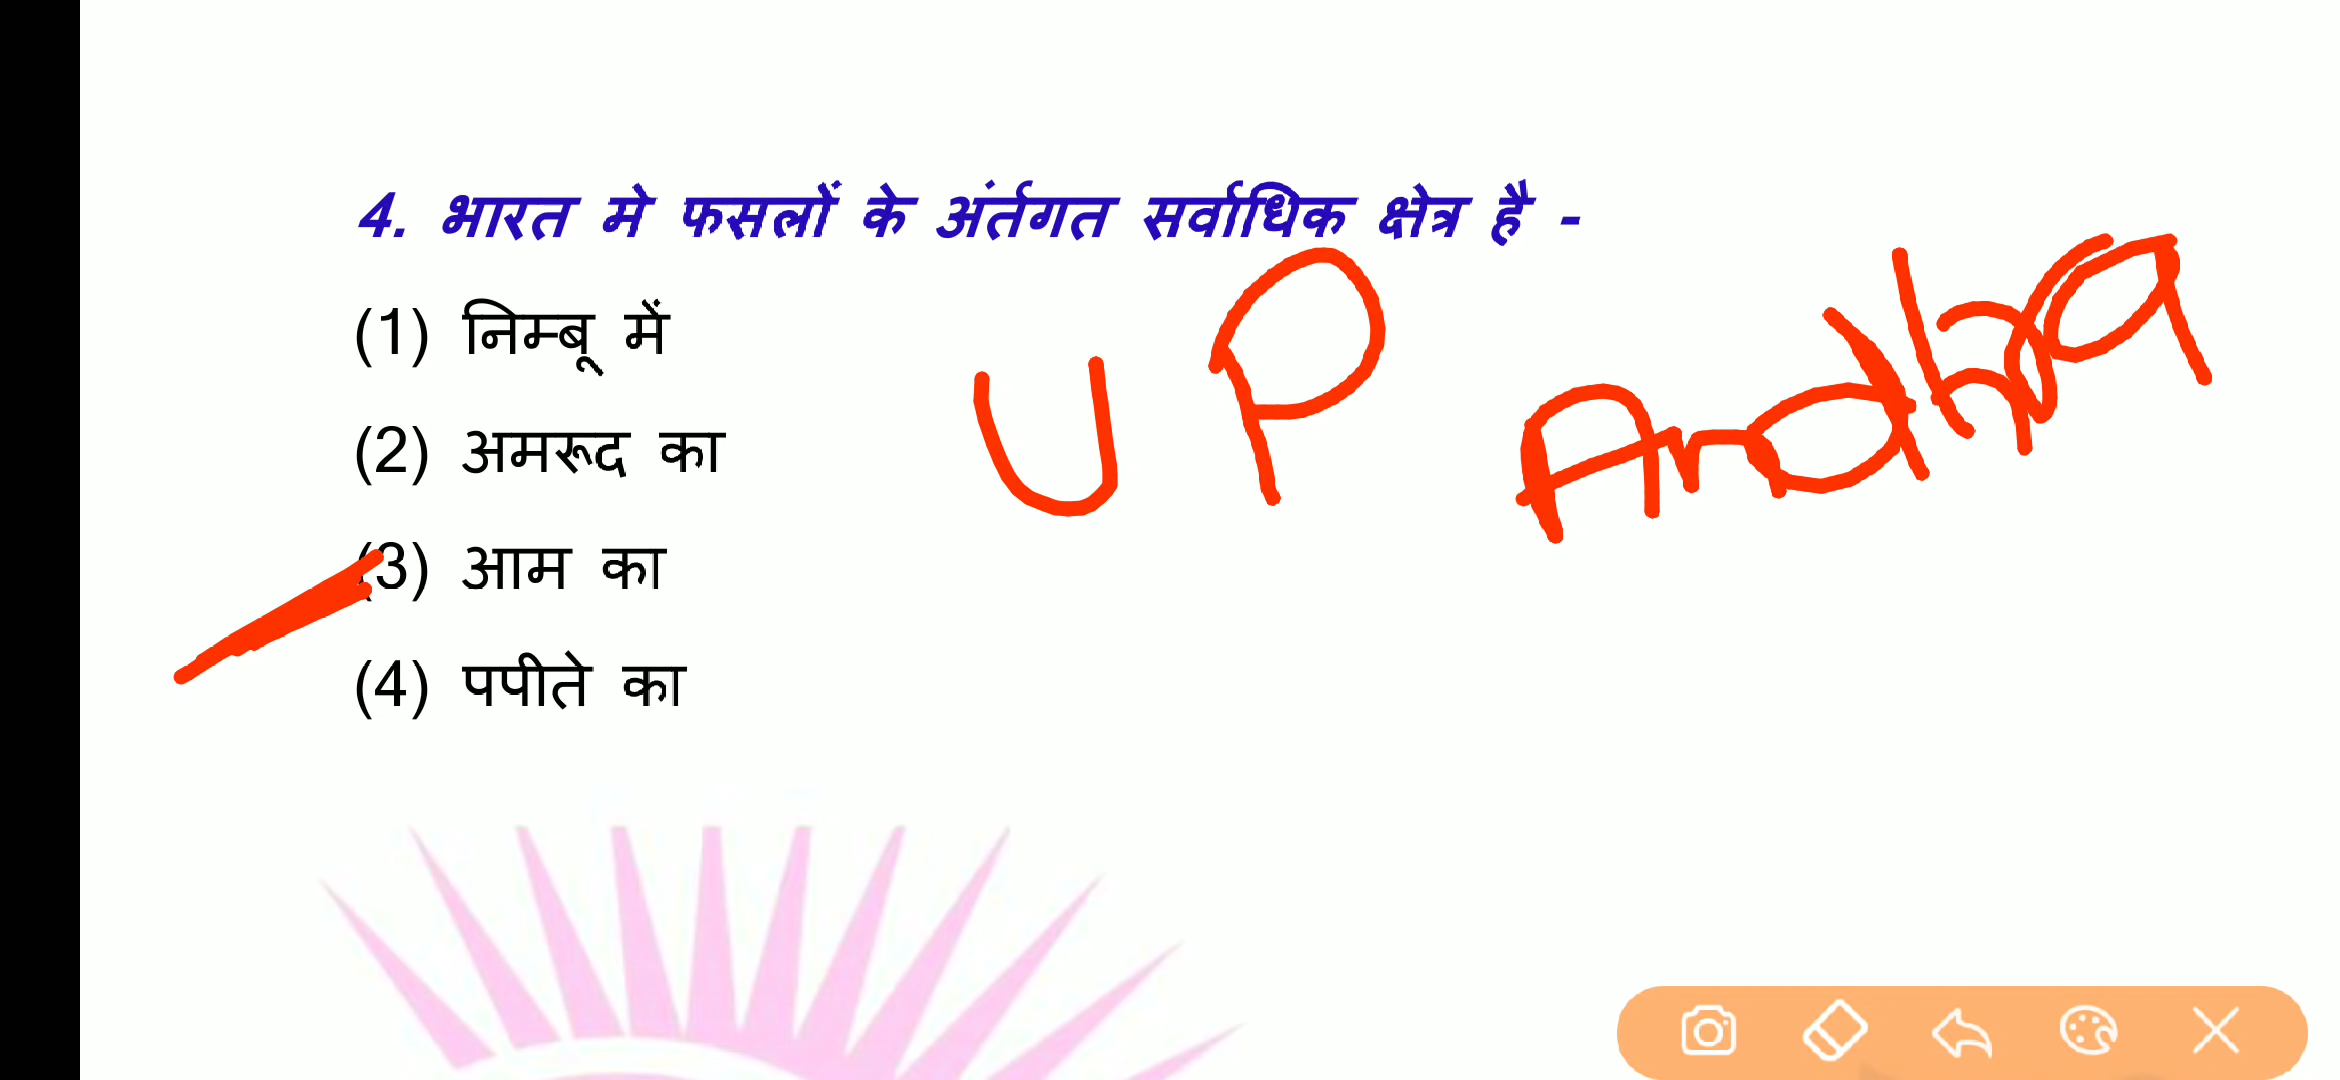 4. भारत मे फसलों के अंर्तगत सर्वाधिक क्षेत्र है -
(1) निम्बू में
(2) अमरूद का
(3) आम का
(4) पपीते का
U P Andhra